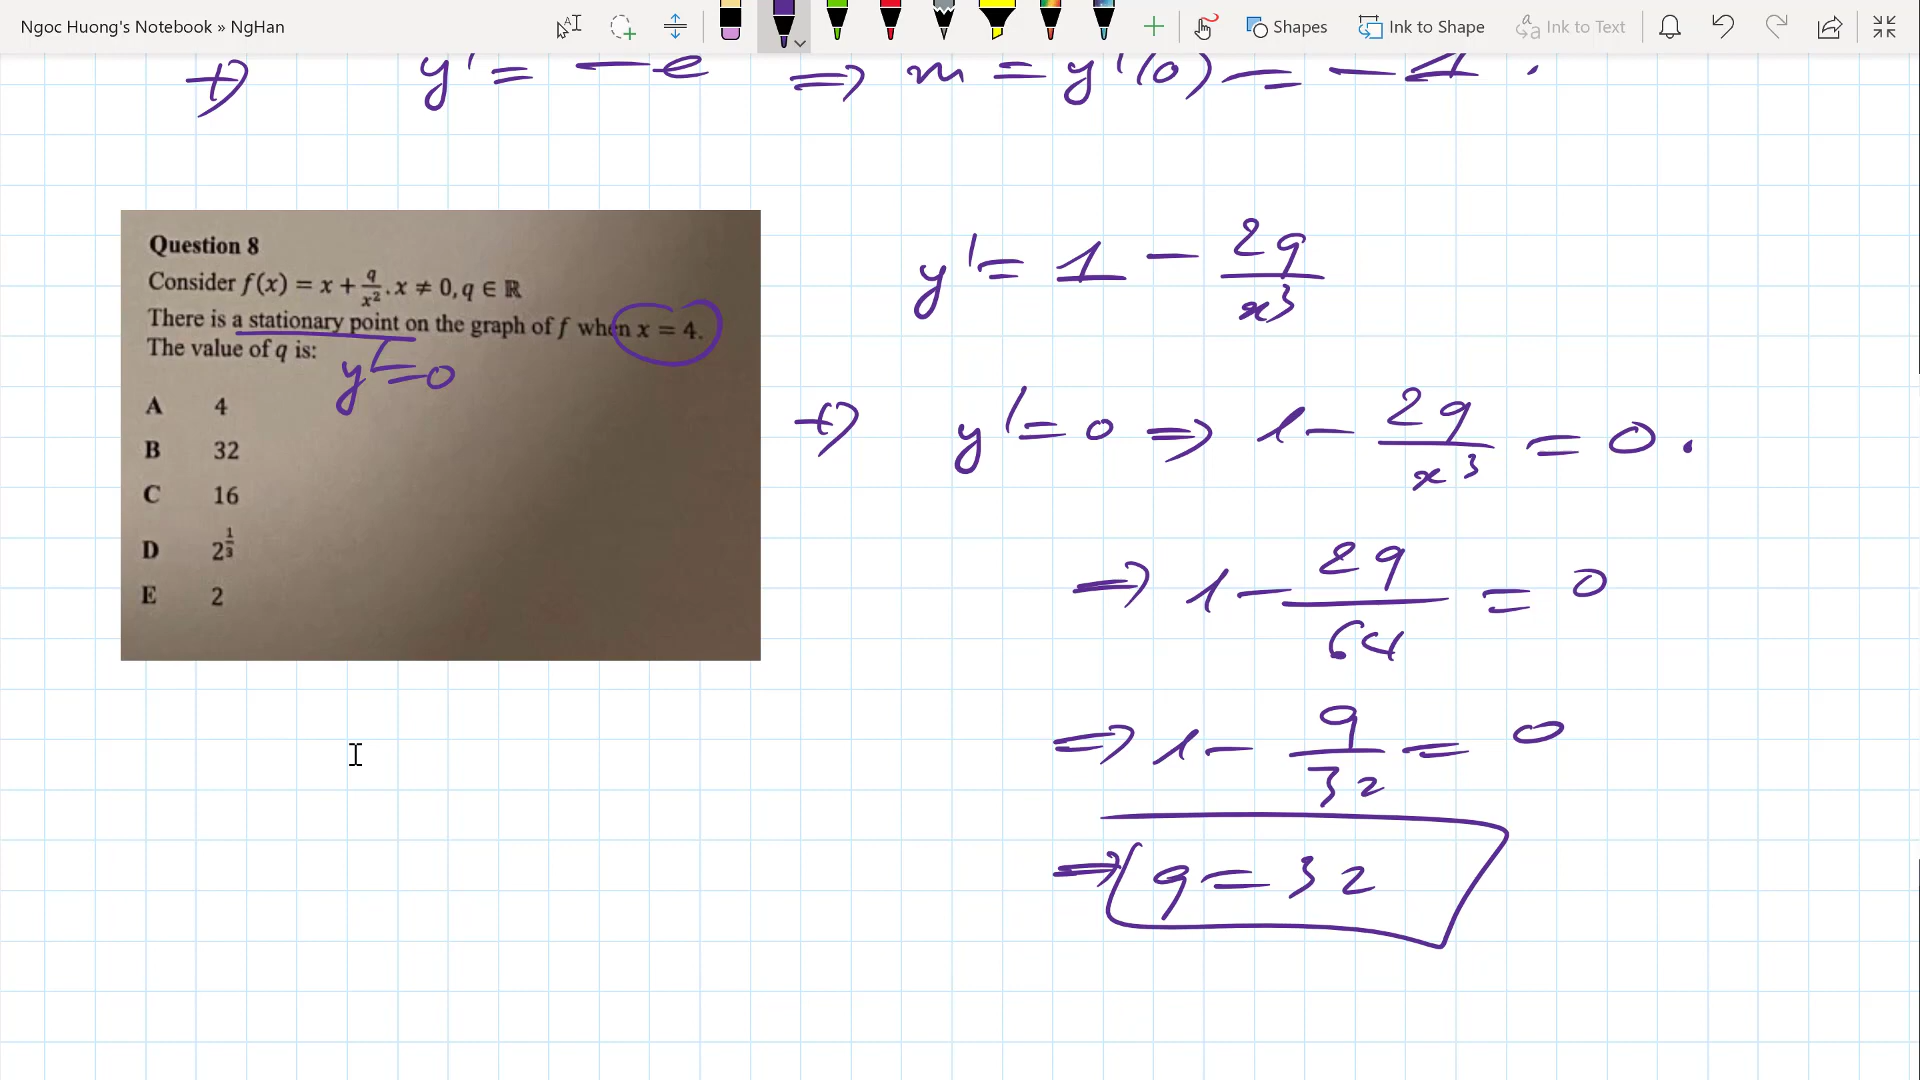 Ngoc Huong's Notebook » NgHan
Shapes
Ink to Shape
Ink to Text
y' = -e ⇒ m = y'(0) = -1.
Question 8
Consider f(x) = x + q/x². x ≠ 0, q ∈ ℝ
There is a stationary point on the graph of f when x = 4.
The value of q is:
y' = 0
A 4
B 32
C 16
D 2^(1/3)
E 2
y' = 1 - 2q/x³
+) y' = 0 ⇒ 1 - 2q/x³ = 0.
⇒ 1 - 2q/64 = 0
⇒ 1 - q/32 = 0
⇒ q = 32